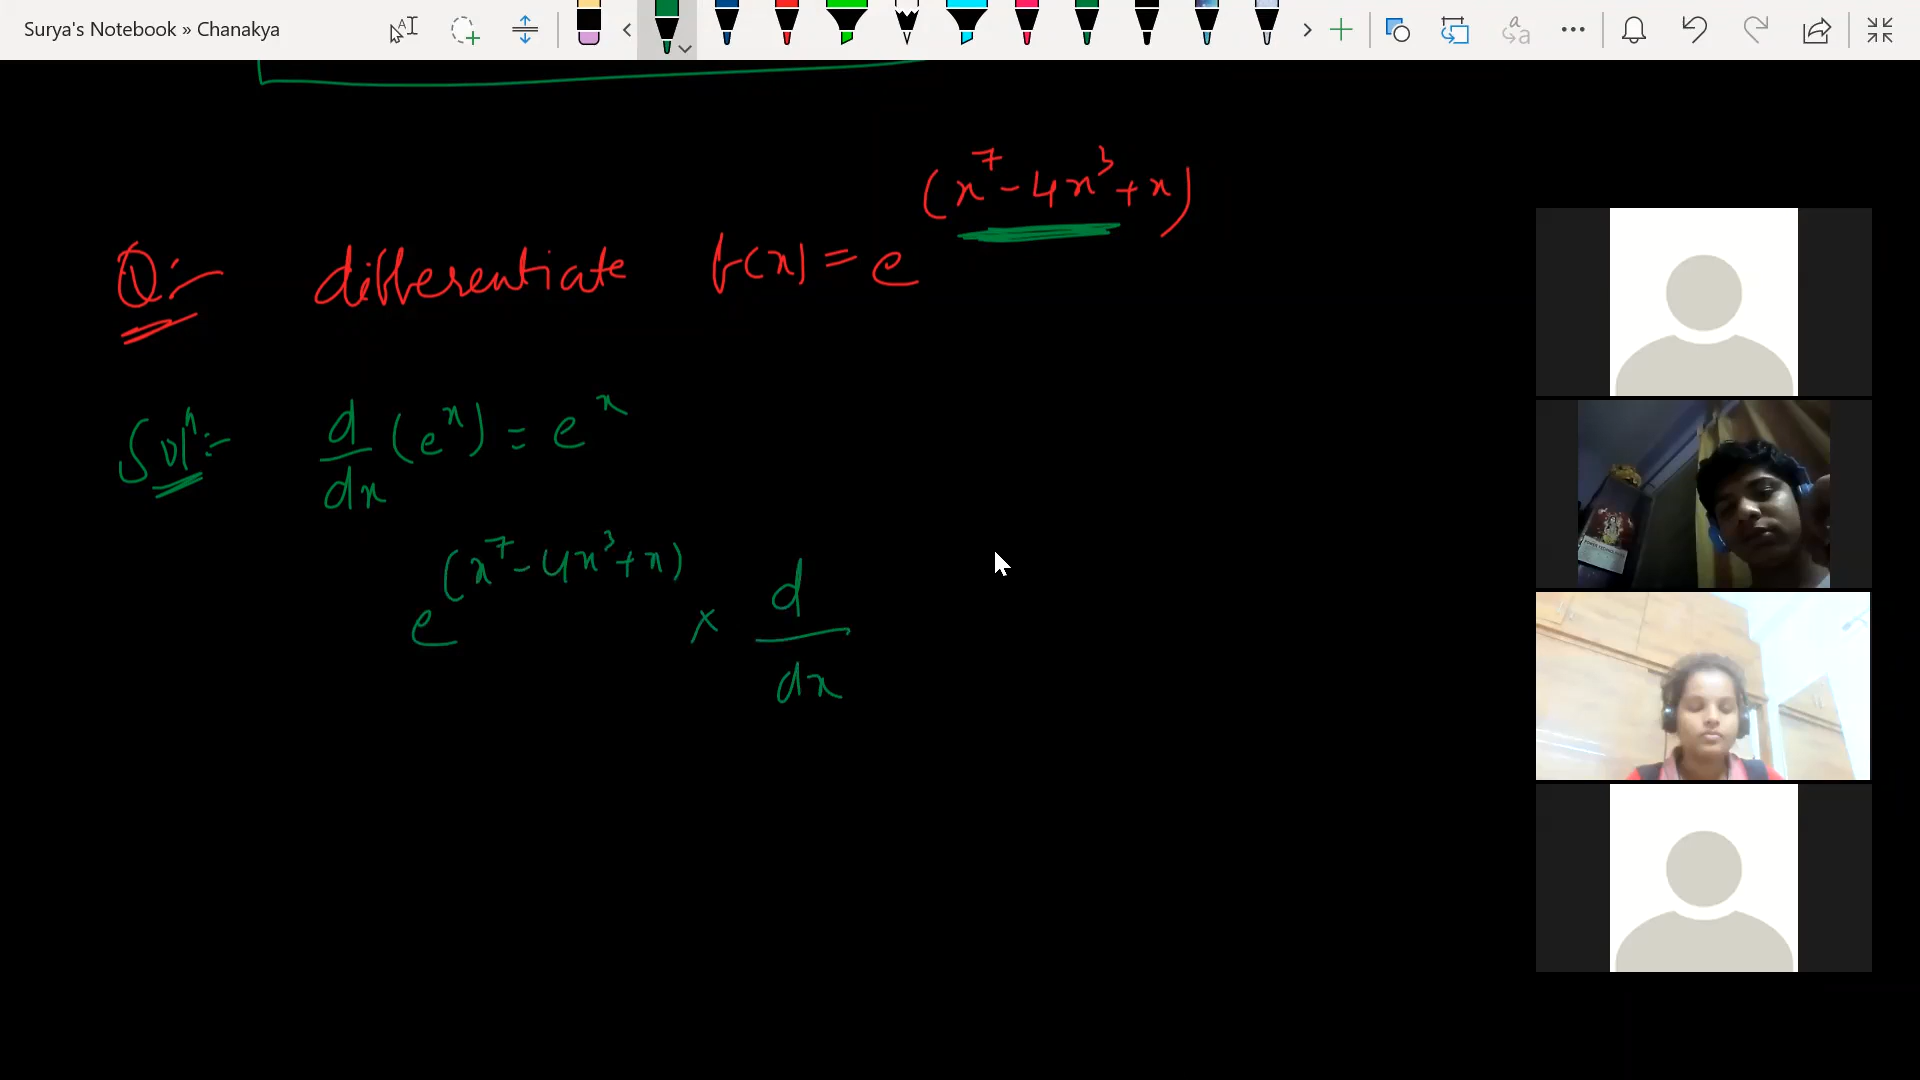 Surya's Notebook » Chanakya
Q:- differentiate f(x) = e^(x^7 - 4x^3 + x)
Sol^n:- d/dx (e^x) = e^x
e^(x^7 - 4x^3 + x) × d/dx